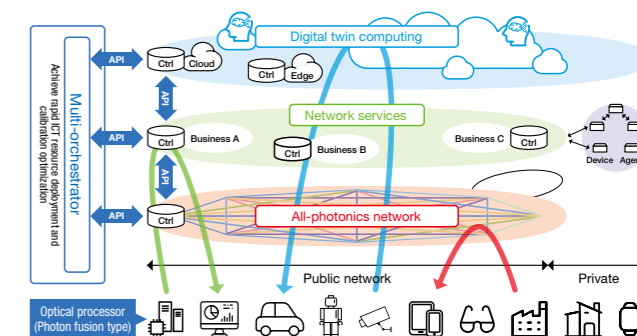 Digital twin computing
API
Ctrl
Cloud
Ctrl
Edge
API
Multi-orchestrator
Achieve rapid ICT resource deployment and
calibration optimization
Network services
API
Ctrl
Business A
Ctrl
Business B
Business C
Ctrl
Device
API
All-photonics network
API
Ctrl
Public network
Private
Optical processor
(Photon fusion type)